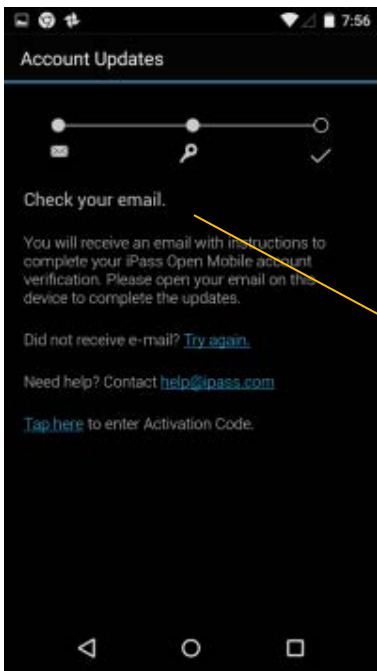 7:56
Account Updates
Check your email.
You will receive an email with instructions to
complete your iPass Open Mobile account
verification. Please open your email on this
device to complete the updates.
Did not receive e-mail? Try again.
Need help? Contact help@ipass.com
Tap here to enter Activation Code.